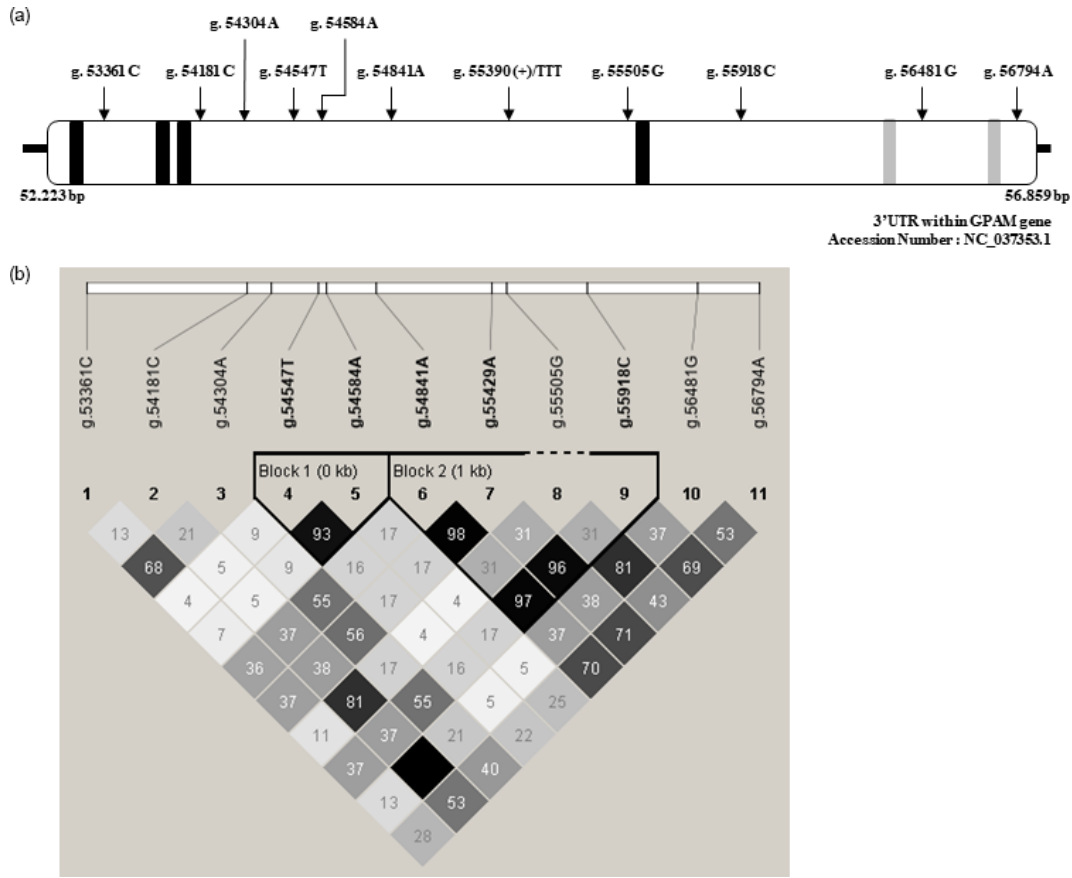 (a)
g. 54304 A g. 54584 A
g. 53361 C g. 54181 C g. 54547 T g. 54841A g. 55390 (+)/TTT g. 55505 G g. 55918 C g. 56481 G g. 56794 A
52.223 bp 56.859 bp
3'UTR within GPAM gene
Accession Number : NC_037353.1
(b)
g.53361C g.54181C g.54304A g.54547T g.54584A g.54841A g.55429A g.55505G g.55918C g.56481G g.56794A
Block 1 (0 kb) Block 2 (1 kb)
1 2 3 4 5 6 7 8 9 10 11
13 21 9 93 17 98 31 31 37 53
68 5 9 16 17 31 96 81 69
4 5 55 17 4 97 38 43
7 37 56 4 17 37 71
36 38 17 16 5 70
37 81 55 5 25
11 37 21 22
37 40
13 53
28